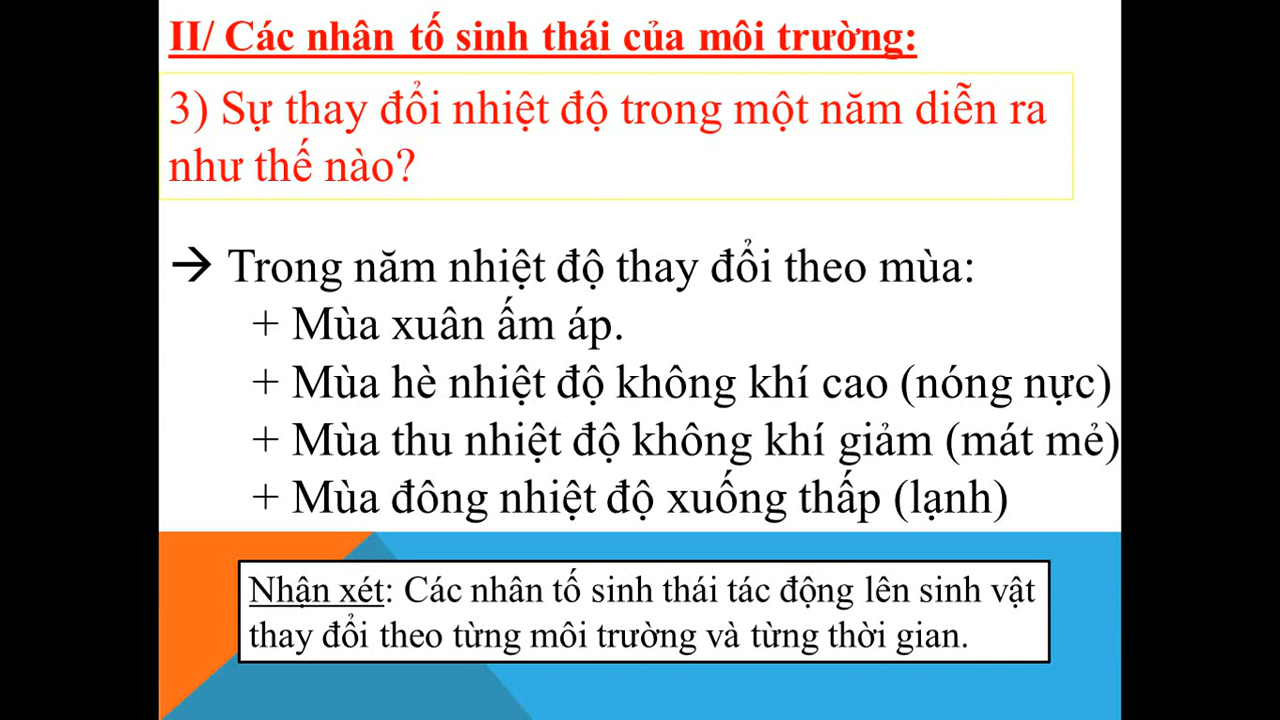 II/ Các nhân tố sinh thái của môi trường:
3) Sự thay đổi nhiệt độ trong một năm diễn ra
như thế nào?
→ Trong năm nhiệt độ thay đổi theo mùa:
+ Mùa xuân ấm áp.
+ Mùa hè nhiệt độ không khí cao (nóng nực)
+ Mùa thu nhiệt độ không khí giảm (mát mẻ)
+ Mùa đông nhiệt độ xuống thấp (lạnh)
Nhận xét: Các nhân tố sinh thái tác động lên sinh vật
thay đổi theo từng môi trường và từng thời gian.